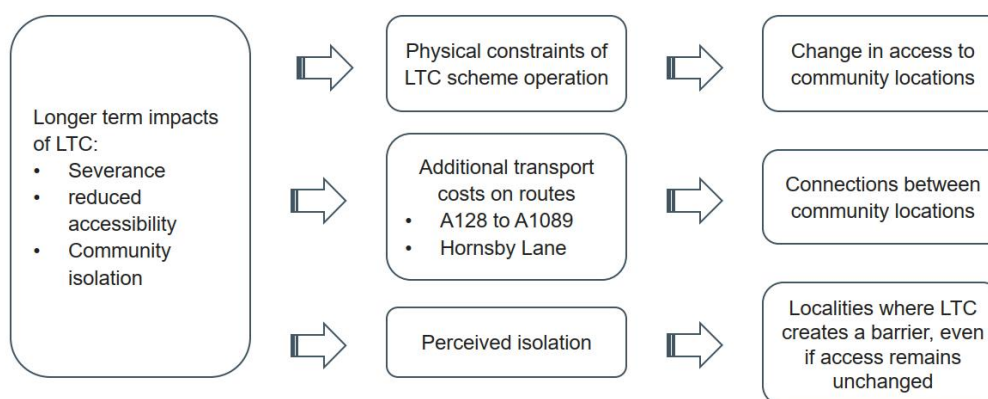 Longer term impacts
of LTC:
• Severance
• reduced
accessibility
• Community
isolation
Physical constraints of
LTC scheme operation
Change in access to
community locations
Additional transport
costs on routes
• A128 to A1089
• Hornsby Lane
Connections between
community locations
Perceived isolation
Localities where LTC
creates a barrier, even
if access remains
unchanged